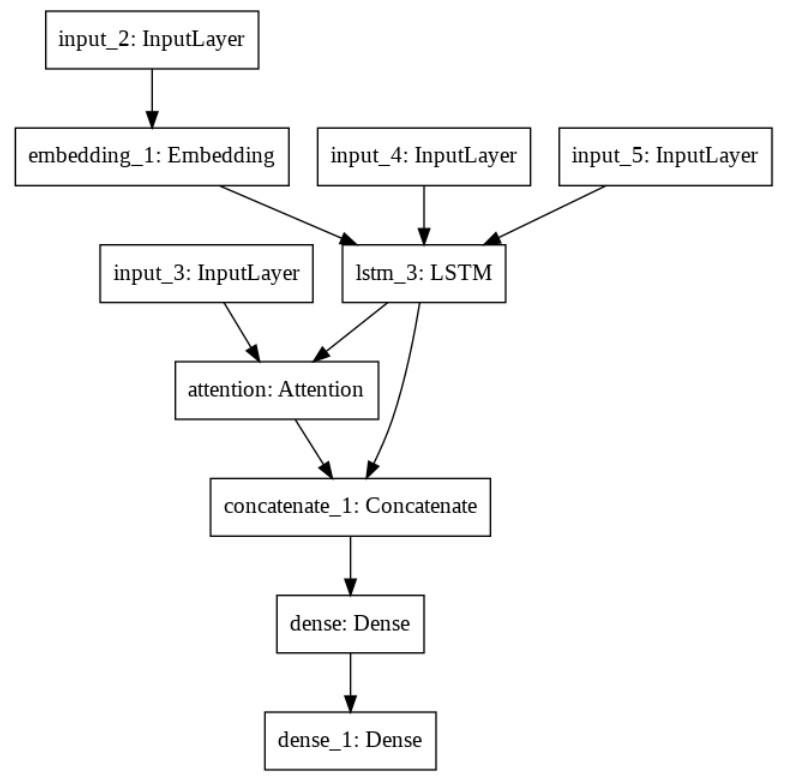 input_2: InputLayer
embedding_1: Embedding
input_4: InputLayer
input_5: InputLayer
input_3: InputLayer
lstm_3: LSTM
attention: Attention
concatenate_1: Concatenate
dense: Dense
dense_1: Dense